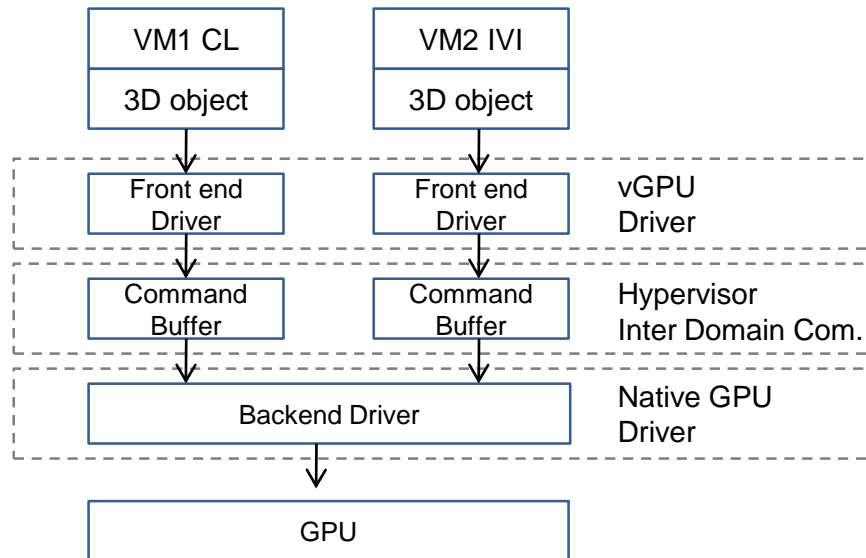 VM1 CL
VM2 IVI
3D object
3D object
Front end
Driver
Front end
Driver
vGPU
Driver
Command
Buffer
Command
Buffer
Hypervisor
Inter Domain Com.
Backend Driver
Native GPU
Driver
GPU